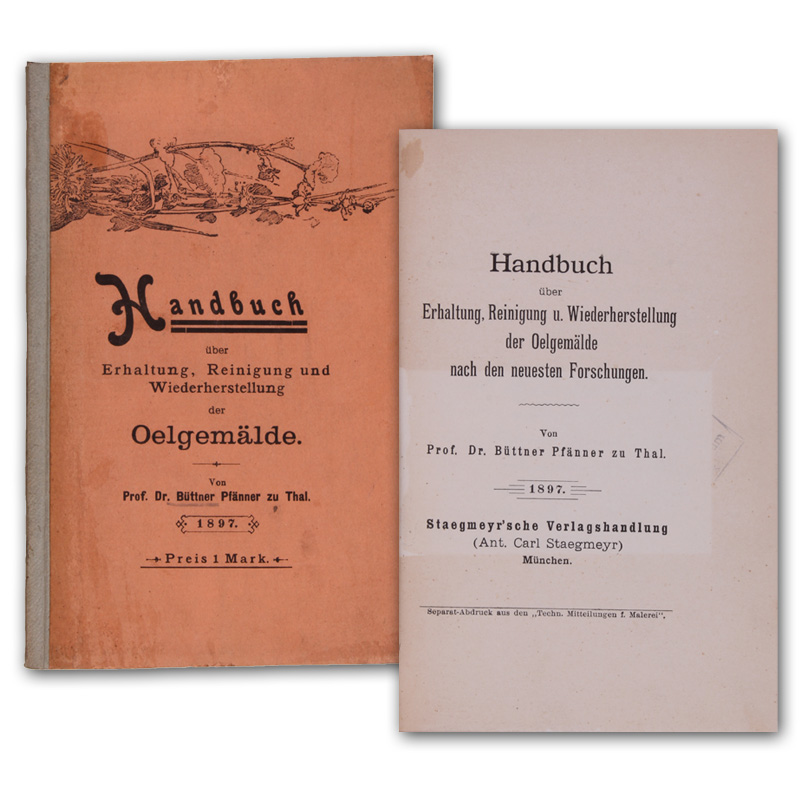 Handbuch
über
Erhaltung, Reinigung und
Wiederherstellung
der
Oelgemälde.
Von
Prof. Dr. Büttner Pfänner zu Thal.
1897.
Preis 1 Mark.
Handbuch
über
Erhaltung, Reinigung u. Wiederherstellung
der Oelgemälde
nach den neuesten Forschungen.
Von
Prof. Dr. Büttner Pfänner zu Thal.
1897.
Staegmeyr'sche Verlagshandlung
(Ant. Carl Staegmeyr)
München.
Separat-Abdruck aus den „Techn. Mitteilungen f. Malerei".